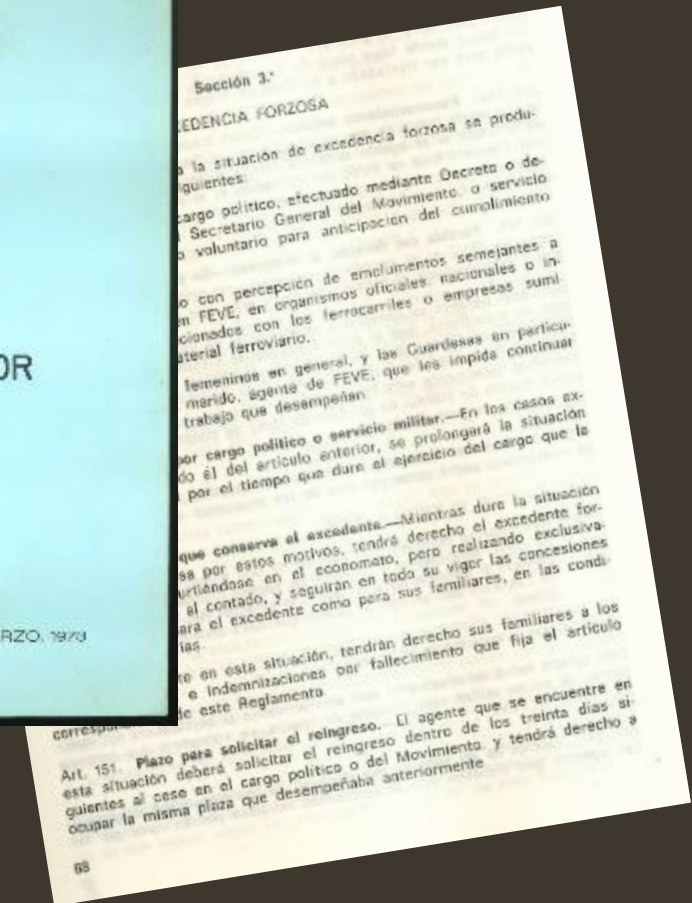 OR
RZO, 1973
Sección 3.ª
EDENCIA FORZOSA
a la situación de excedencia forzosa se produ-
guientes:
cargo político, efectuado mediante Decreto o de-
l Secretario General del Movimiento, o servicio
o voluntario para anticipación del cumplimiento
o con percepción de emolumentos semejantes a
en FEVE, en organismos oficiales, nacionales o in-
cionados con los ferrocarriles o empresas sumi-
aterial ferroviario.
femeninos en general, y las Guardesas en particu-
marido, agente de FEVE, que les impida continuar
trabajo que desempeñan
por cargo político o servicio militar.—En los casos ex-
do él del artículo anterior, se prolongará la situación
por el tiempo que dure el ejercicio del cargo que la
que conserva el excedente.—Mientras dure la situación
sa por estos motivos, tendrá derecho el excedente for-
urtiéndose en el economato, pero realizando exclusiva-
al contado, y seguirán en todo su vigor las concesiones
ara el excedente como para sus familiares, en las condi-
ias.
te en esta situación, tendrán derecho sus familiares a los
e indemnizaciones por fallecimiento que fija el artículo
correspon de este Reglamento.
Art. 151. Plazo para solicitar el reingreso. El agente que se encuentre en
esta situación deberá solicitar el reingreso dentro de los treinta días si-
guientes al cese en el cargo político o del Movimiento, y tendrá derecho a
ocupar la misma plaza que desempeñaba anteriormente
68